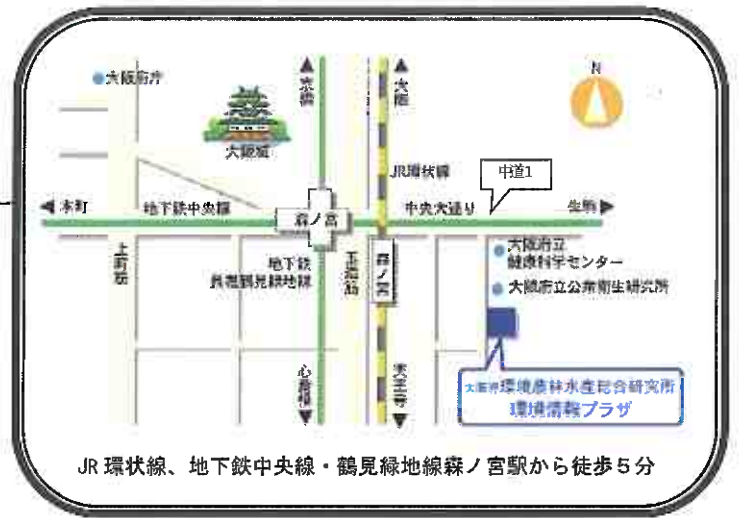 大阪府庁
大阪城
京橋
大阪
N
JR環状線
中道1
本町
地下鉄中央線
森ノ宮
中央大通り
生駒
上町筋
地下鉄
長堀鶴見緑地線
玉造筋
森ノ宮
大阪府立
健康科学センター
大阪府立公衆衛生研究所
心斎橋
天王寺
大阪府環境農林水産総合研究所
環境情報プラザ
JR 環状線、地下鉄中央線・鶴見緑地線森ノ宮駅から徒歩5分